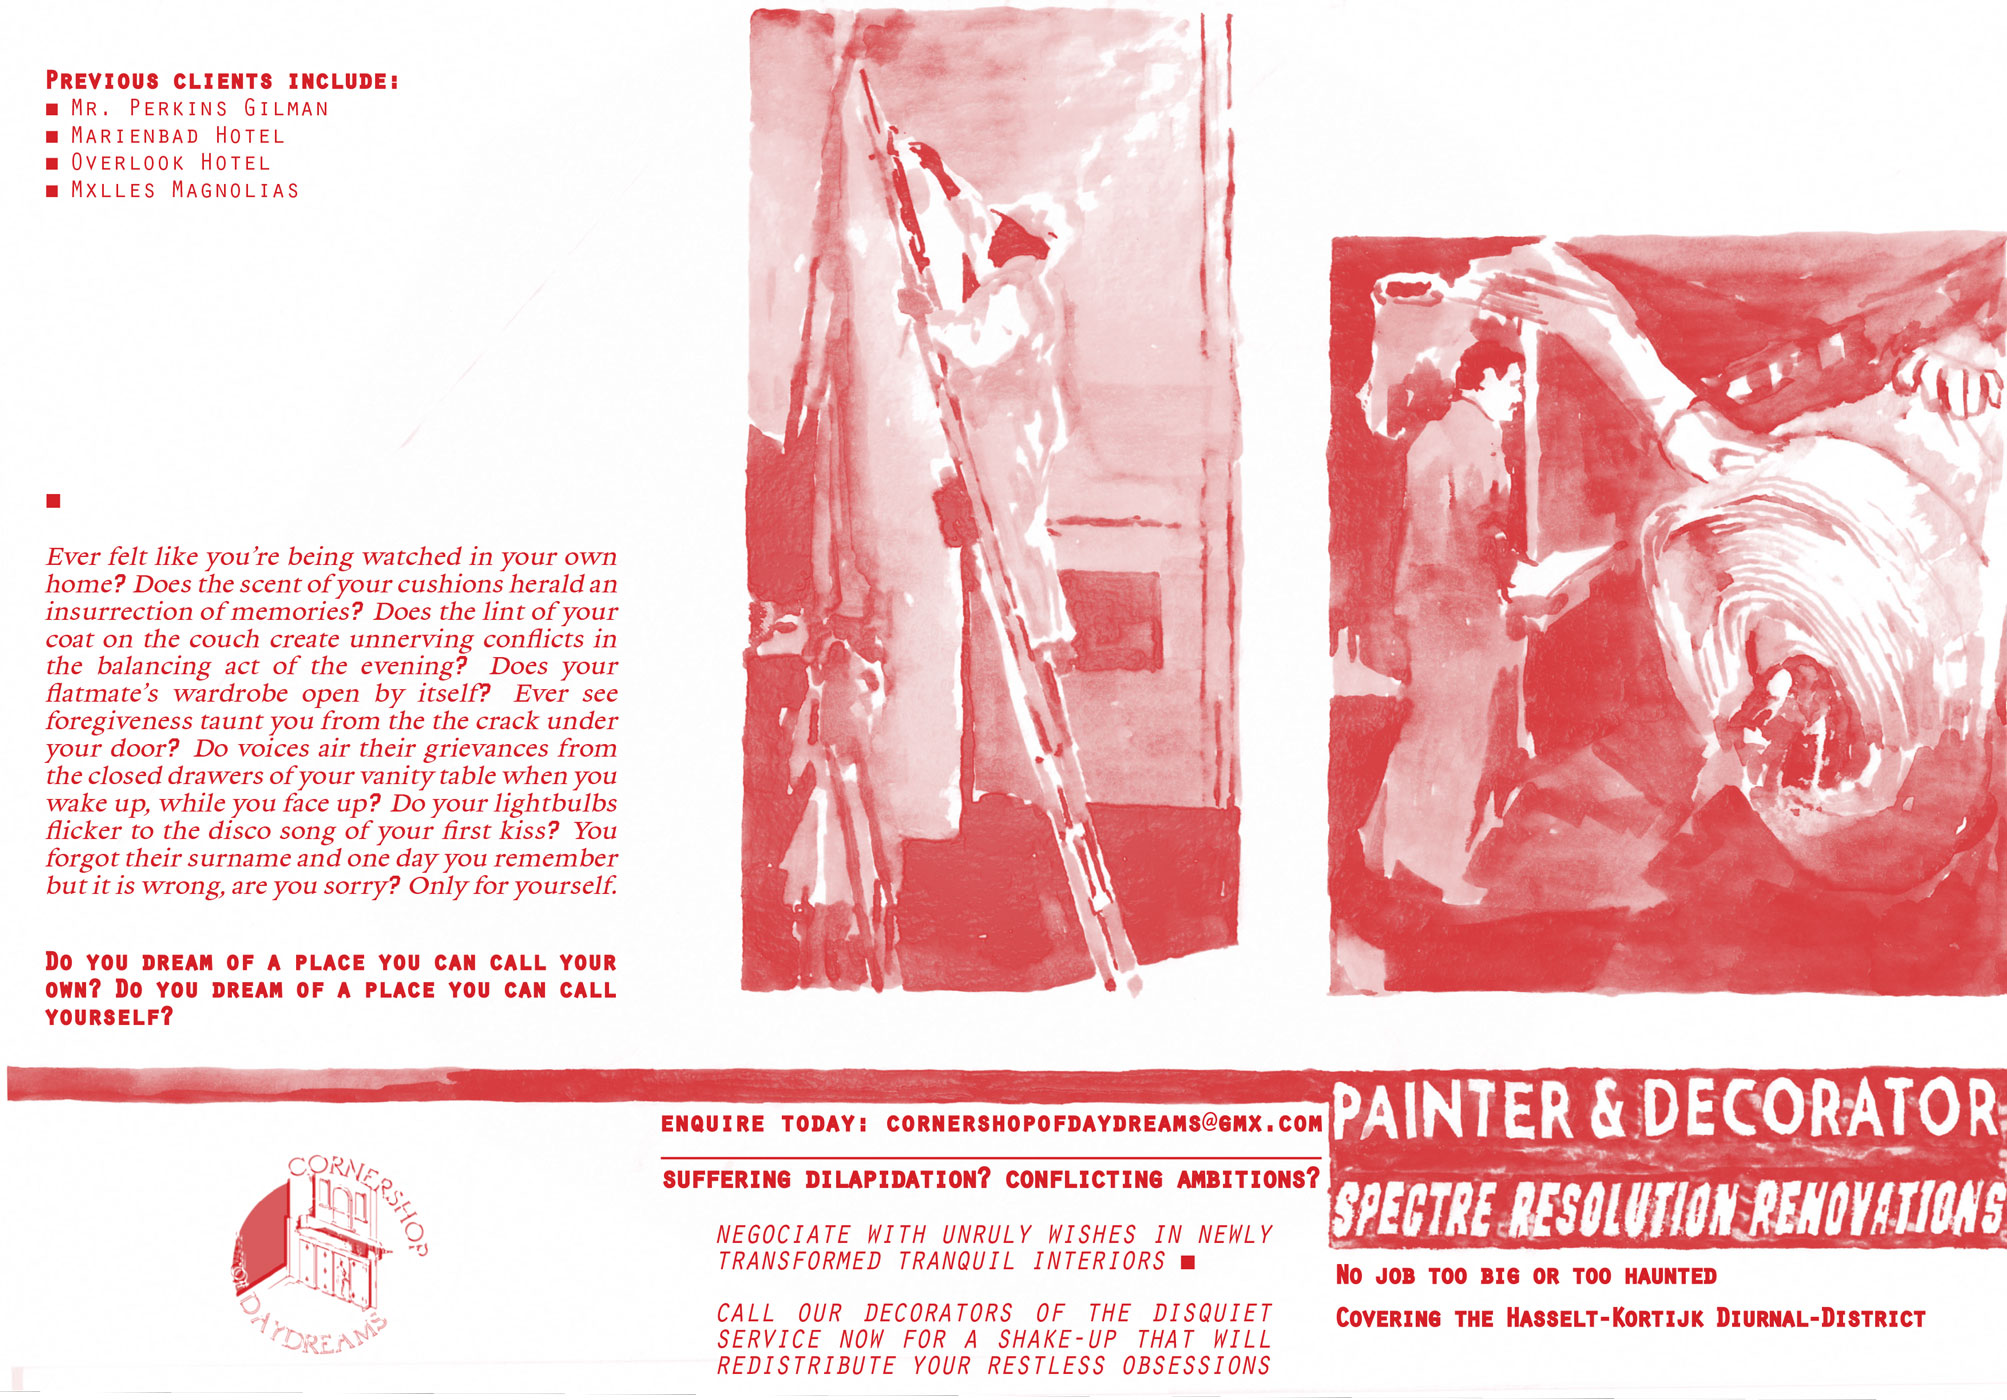 Previous clients include:
■ Mr. Perkins Gilman
■ Marienbad Hotel
■ Overlook Hotel
■ Mxlles Magnolias
■
Ever felt like you're being watched in your own
home? Does the scent of your cushions herald an
insurrection of memories? Does the lint of your
coat on the couch create unnerving conflicts in
the balancing act of the evening? Does your
flatmate's wardrobe open by itself? Ever see
foregiveness taunt you from the the crack under
your door? Do voices air their grievances from
the closed drawers of your vanity table when you
wake up, while you face up? Do your lightbulbs
flicker to the disco song of your first kiss? You
forgot their surname and one day you remember
but it is wrong, are you sorry? Only for yourself.
Do you dream of a place you can call your
own? Do you dream of a place you can call
yourself?
CORNERSHOP
OF
DAYDREAMS
ENQUIRE TODAY: CORNERSHOPOFDAYDREAMS@GMX.COM
SUFFERING DILAPIDATION? CONFLICTING AMBITIONS?
NEGOCIATE WITH UNRULY WISHES IN NEWLY
TRANSFORMED TRANQUIL INTERIORS ■
CALL OUR DECORATORS OF THE DISQUIET
SERVICE NOW FOR A SHAKE-UP THAT WILL
REDISTRIBUTE YOUR RESTLESS OBSESSIONS
PAINTER & DECORATOR
SPECTRE RESOLUTION RENOVATIONS
No job too big or too haunted
Covering the Hasselt-Kortijk Diurnal-District